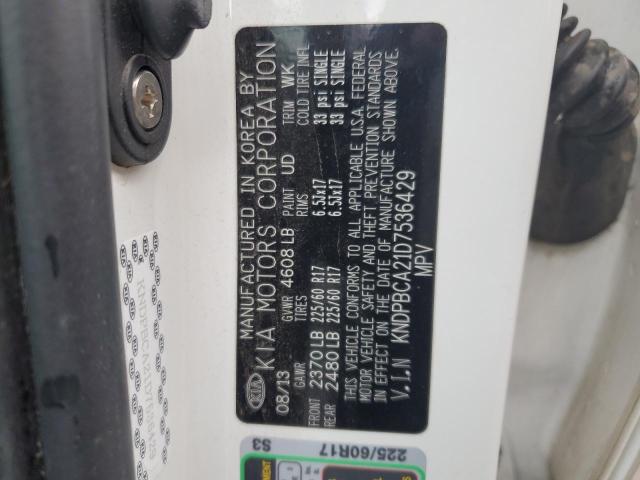 MANUFACTURED IN KOREA BY
KIA KIA MOTORS CORPORATION
08/13 GVWR 4608 LB PAINT UD TRIM WK
GAWR TIRES RIMS COLD TIRE INFL
FRONT 2370 LB 225/60 R17 6.5Jx17 33 psi SINGLE
REAR 2480 LB 225/60 R17 6.5Jx17 33 psi SINGLE
THIS VEHICLE CONFORMS TO ALL APPLICABLE U.S.A. FEDERAL
MOTOR VEHICLE SAFETY AND THEFT PREVENTION STANDARDS
IN EFFECT ON THE DATE OF MANUFACTURE SHOWN ABOVE.
V.I.N KNDPBCA21D7536429
MPV
S3
225/60R17